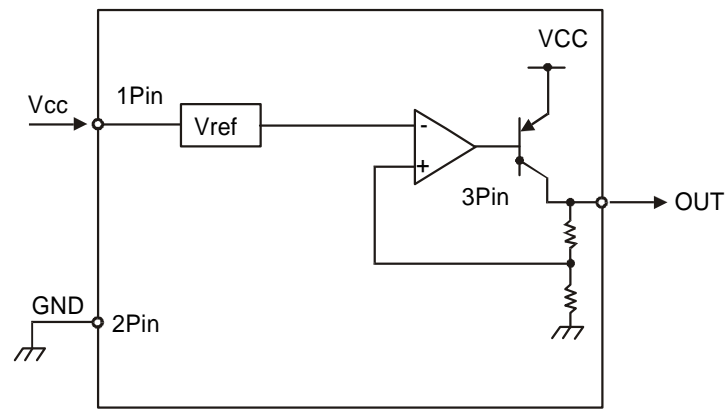 VCC
Vcc
1Pin
Vref
-
+
3Pin
OUT
GND
2Pin